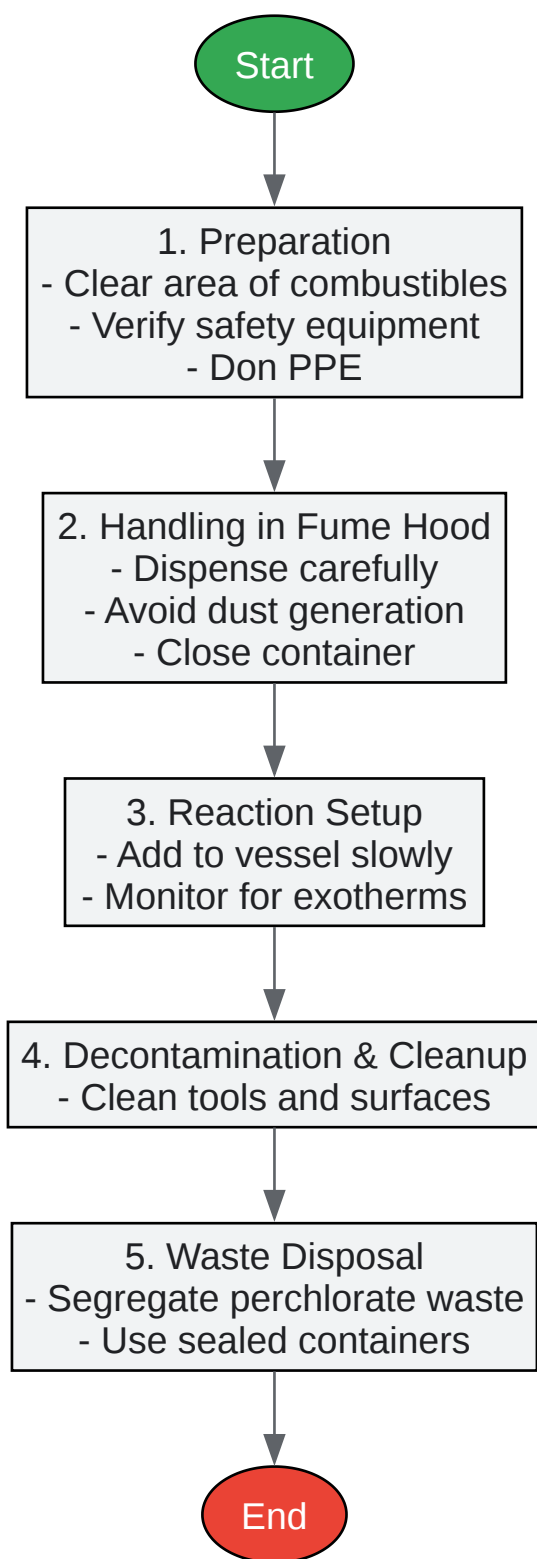 Start
1. Preparation
- Clear area of combustibles
- Verify safety equipment
- Don PPE
2. Handling in Fume Hood
- Dispense carefully
- Avoid dust generation
- Close container
3. Reaction Setup
- Add to vessel slowly
- Monitor for exotherms
4. Decontamination & Cleanup
- Clean tools and surfaces
5. Waste Disposal
- Segregate perchlorate waste
- Use sealed containers
End